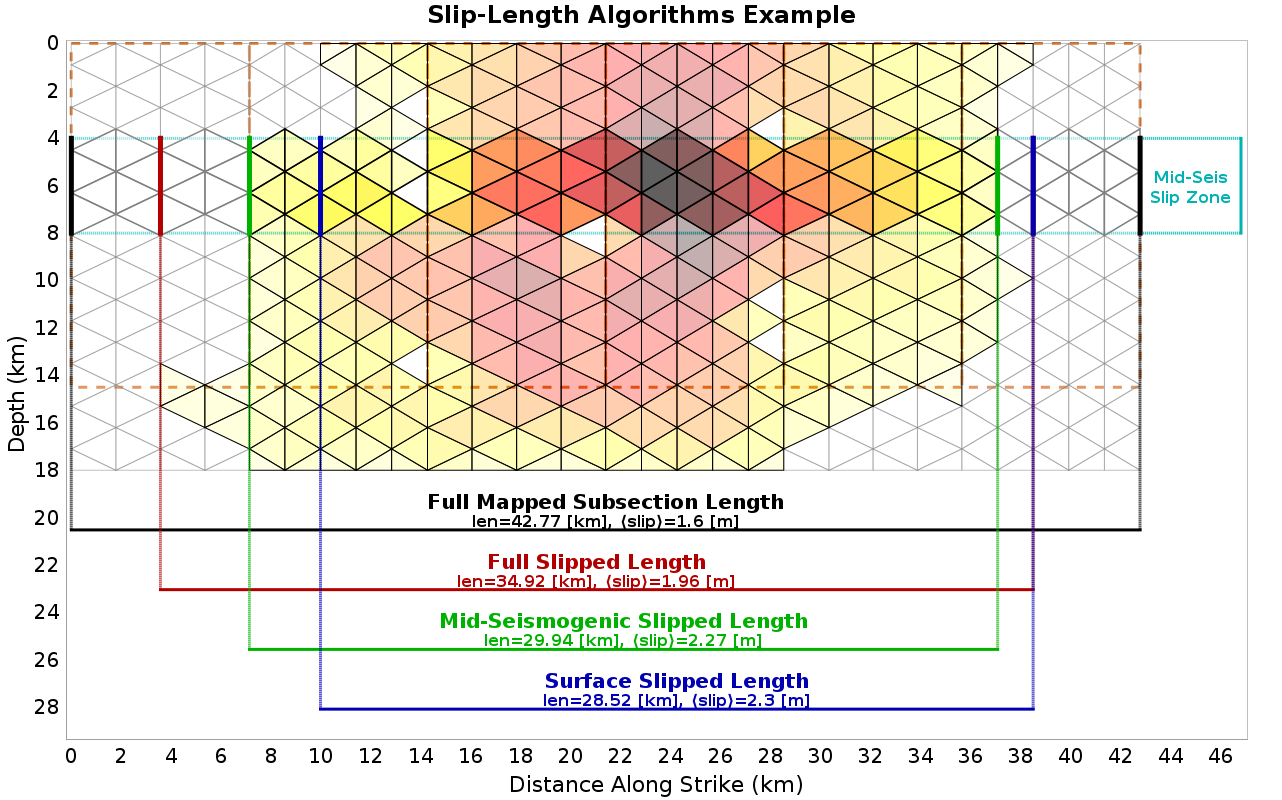 Slip-Length Algorithms Example
0
2
4
6
8
10
12
14
16
18
20
22
24
26
28
Depth (km)
Mid-Seis
Slip Zone
Full Mapped Subsection Length
len=42.77 [km], ⟨slip⟩=1.6 [m]
Full Slipped Length
len=34.92 [km], ⟨slip⟩=1.96 [m]
Mid-Seismogenic Slipped Length
len=29.94 [km], ⟨slip⟩=2.27 [m]
Surface Slipped Length
len=28.52 [km], ⟨slip⟩=2.3 [m]
0 2 4 6 8 10 12 14 16 18 20 22 24 26 28 30 32 34 36 38 40 42 44 46
Distance Along Strike (km)